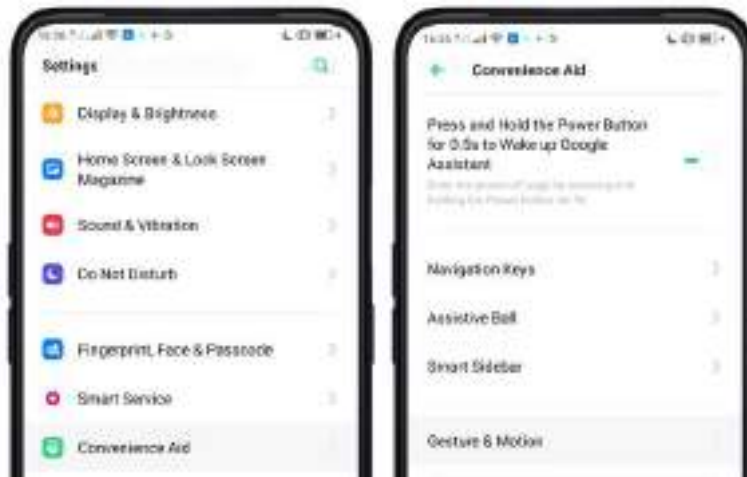 Settings
Display & Brightness
Home Screen & Lock Screen
Magazine
Sound & Vibration
Do Not Disturb
Fingerprint, Face & Passcode
Smart Service
Convenience Aid
Convenience Aid
Press and Hold the Power Button
for 0.5s to Wake up Google
Assistant
Navigation Keys
Assistive Ball
Smart Sidebar
Gesture & Motion